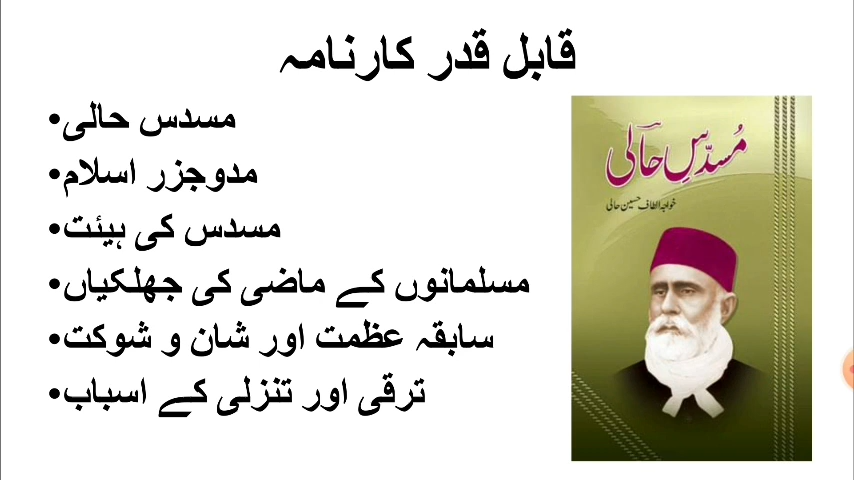 قابل قدر کارنامہ
•مسدس حالی
•مدوجزر اسلام
•مسدس کی ہیئت
•مسلمانوں کے ماضی کی جھلکیاں
•سابقہ عظمت اور شان و شوکت
•ترقی اور تنزلی کے اسباب
مُسدّسِ حالی
خواجہ الطاف حسین حالی